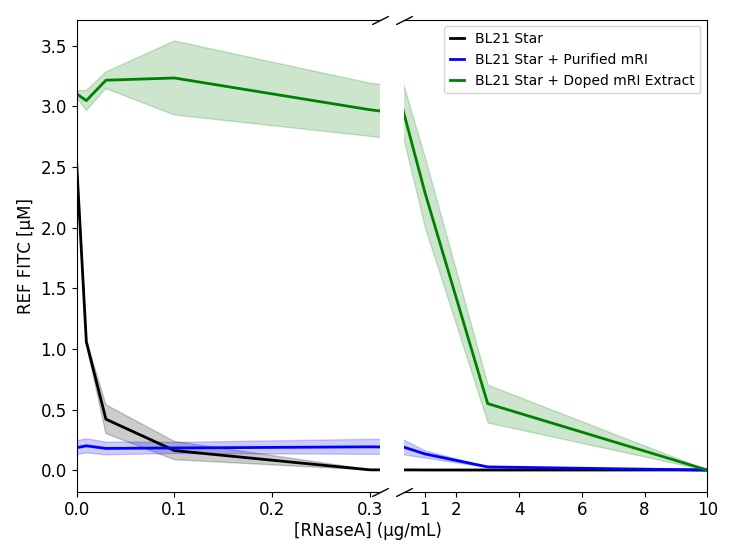 BL21 Star
BL21 Star + Purified mRI
BL21 Star + Doped mRI Extract
REF FITC [μM]
3.5
3.0
2.5
2.0
1.5
1.0
0.5
0.0
0.0 0.1 0.2 0.3 1 2 4 6 8 10
[RNaseA] (μg/mL)